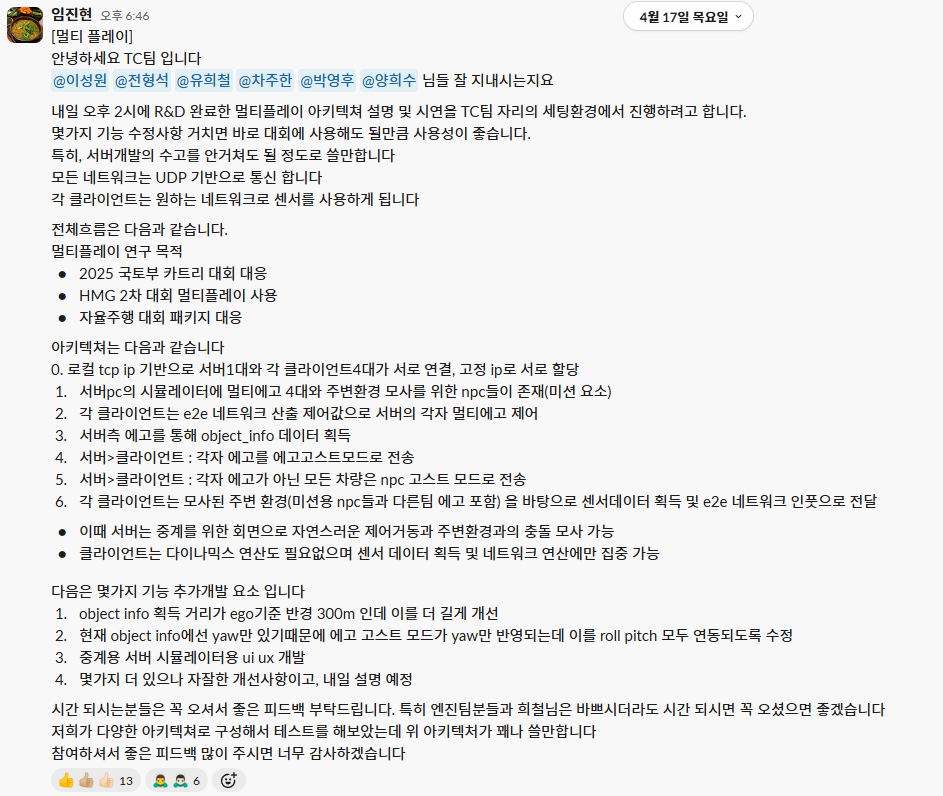 임진현 오후 6:46
4월 17일 목요일
[멀티 플레이]
안녕하세요 TC팀 입니다
@이성원 @전형석 @유희철 @차주한 @박영후 @양희수 님들 잘 지내시는지요
내일 오후 2시에 R&D 완료한 멀티플레이 아키텍쳐 설명 및 시연을 TC팀 자리의 세팅환경에서 진행하려고 합니다.
몇가지 기능 수정사항 거치면 바로 대회에 사용해도 될만큼 사용성이 좋습니다.
특히, 서버개발의 수고를 안거쳐도 될 정도로 쓸만합니다
모든 네트워크는 UDP 기반으로 통신 합니다
각 클라이언트는 원하는 네트워크로 센서를 사용하게 됩니다
전체흐름은 다음과 같습니다.
멀티플레이 연구 목적
● 2025 국토부 카트리 대회 대응
● HMG 2차 대회 멀티플레이 사용
● 자율주행 대회 패키지 대응
아키텍쳐는 다음과 같습니다
0. 로컬 tcp ip 기반으로 서버1대와 각 클라이언트4대가 서로 연결, 고정 ip로 서로 할당
1. 서버pc의 시뮬레이터에 멀티에고 4대와 주변환경 모사를 위한 npc들이 존재(미션 요소)
2. 각 클라이언트는 e2e 네트워크 산출 제어값으로 서버의 각자 멀티에고 제어
3. 서버측 에고를 통해 object_info 데이터 획득
4. 서버>클라이언트 : 각자 에고를 에고고스트모드로 전송
5. 서버>클라이언트 : 각자 에고가 아닌 모든 차량은 npc 고스트 모드로 전송
6. 각 클라이언트는 모사된 주변 환경(미션용 npc들과 다른팀 에고 포함) 을 바탕으로 센서데이터 획득 및 e2e 네트워크 인풋으로 전달
● 이때 서버는 중계를 위한 회면으로 자연스러운 제어거동과 주변환경과의 충돌 모사 가능
● 클라이언트는 다이나믹스 연산도 필요없으며 센서 데이터 획득 및 네트워크 연산에만 집중 가능
다음은 몇가지 기능 추가개발 요소 입니다
1. object info 획득 거리가 ego기준 반경 300m 인데 이를 더 길게 개선
2. 현재 object info에선 yaw만 있기때문에 에고 고스트 모드가 yaw만 반영되는데 이를 roll pitch 모두 연동되도록 수정
3. 중계용 서버 시뮬레이터용 ui ux 개발
4. 몇가지 더 있으나 자잘한 개선사항이고, 내일 설명 예정
시간 되시는분들은 꼭 오셔서 좋은 피드백 부탁드립니다. 특히 엔진팀분들과 희철님은 바쁘시더라도 시간 되시면 꼭 오셨으면 좋겠습니다
저희가 다양한 아키텍쳐로 구성해서 테스트를 해보았는데 위 아키텍처가 꽤나 쓸만합니다
참여하셔서 좋은 피드백 많이 주시면 너무 감사하겠습니다
13 6